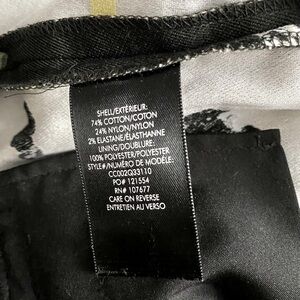 SHELL/EXTÉRIEUR:
74% COTTON/COTON
24% NYLON/NYLON
2% ELASTANE/ÉLASTHANNE
LINING/DOUBLURE:
100% POLYESTER/POLYESTER
STYLE#/NUMÉRO DE MODÈLE:
CC002Q33110
PO# 121554
RN# 107677
CARE ON REVERSE
ENTRETIEN AU VERSO